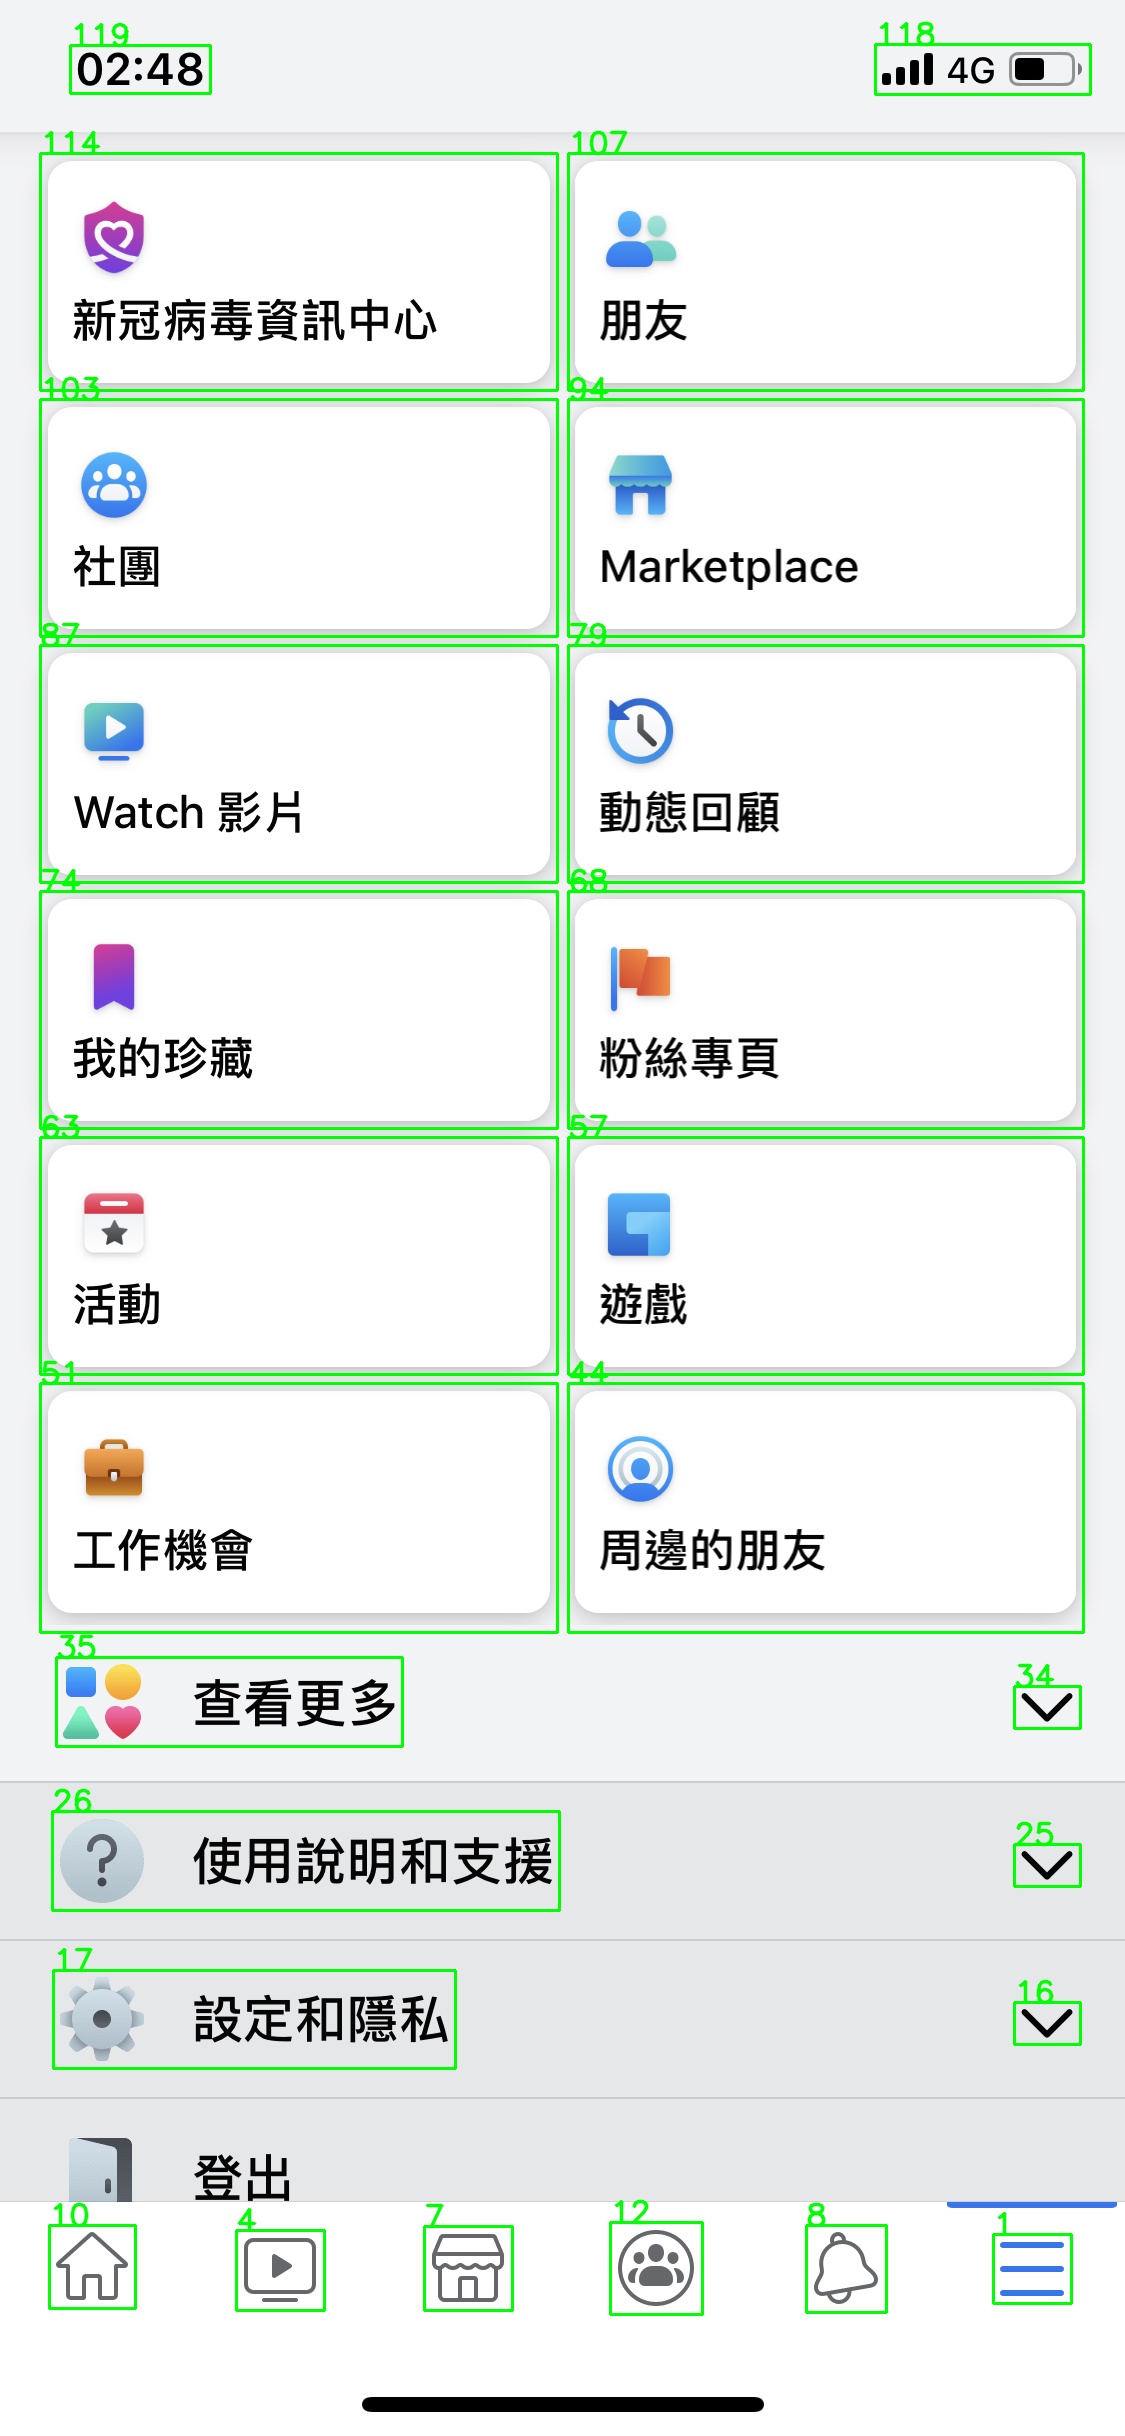 119
118
02:48
4G
114
107
新冠病毒資訊中心
朋友
103
94
社團
Marketplace
87
79
Watch 影片
動態回顧
74
68
我的珍藏
粉絲專頁
63
57
活動
遊戲
51
44
工作機會
周邊的朋友
35
查看更多
34
26
使用說明和支援
25
17
設定和隱私
16
登出
10
4
7
12
8
1